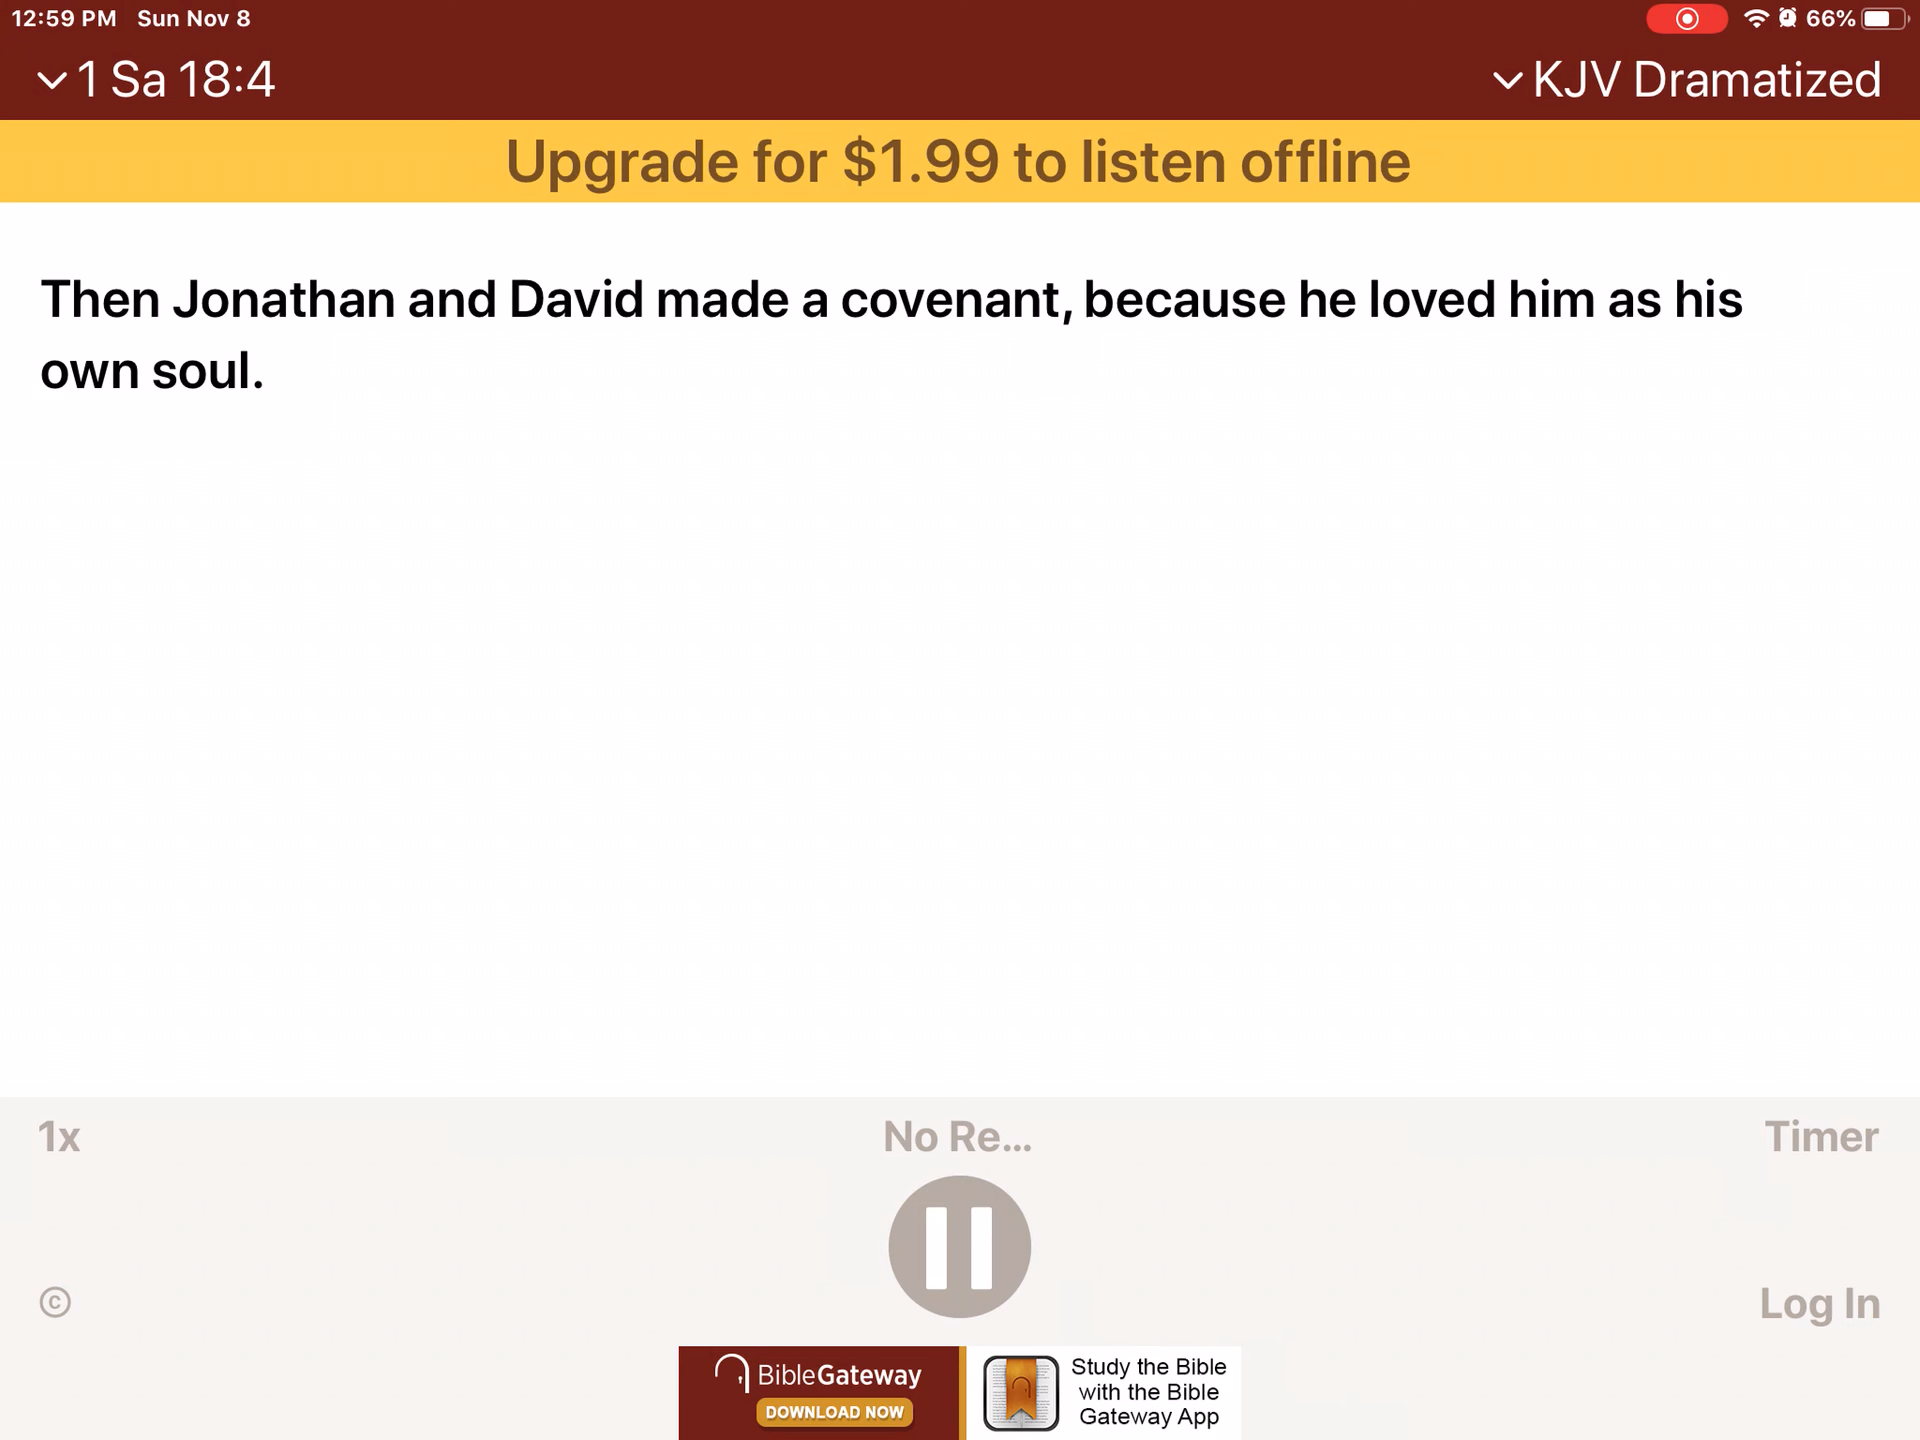 12:59 PM Sun Nov 8
66%
1 Sa 18:4
KJV Dramatized
Upgrade for $1.99 to listen offline
Then Jonathan and David made a covenant, because he loved him as his
own soul.
1x
No Re...
Timer
©
Log In
BibleGateway
DOWNLOAD NOW
Study the Bible
with the Bible
Gateway App